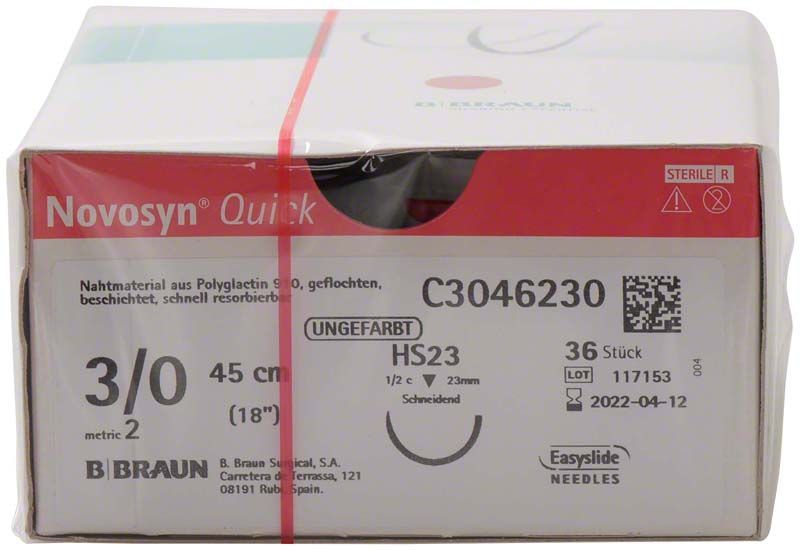 B|BRAUN
STERILE R
Novosyn® Quick
Nahtmaterial aus Polyglactin 910, geflochten,
beschichtet, schnell resorbierbar
C3046230
UNGEFÄRBT
3/0 45 cm
(18")
metric 2
HS23
1/2 c 23mm
Schneidend
36 Stück
LOT 117153
2022-04-12
004
B|BRAUN
B. Braun Surgical, S.A.
Carretera de Terrassa, 121
08191 Rubi, Spain.
Easyslide
NEEDLES